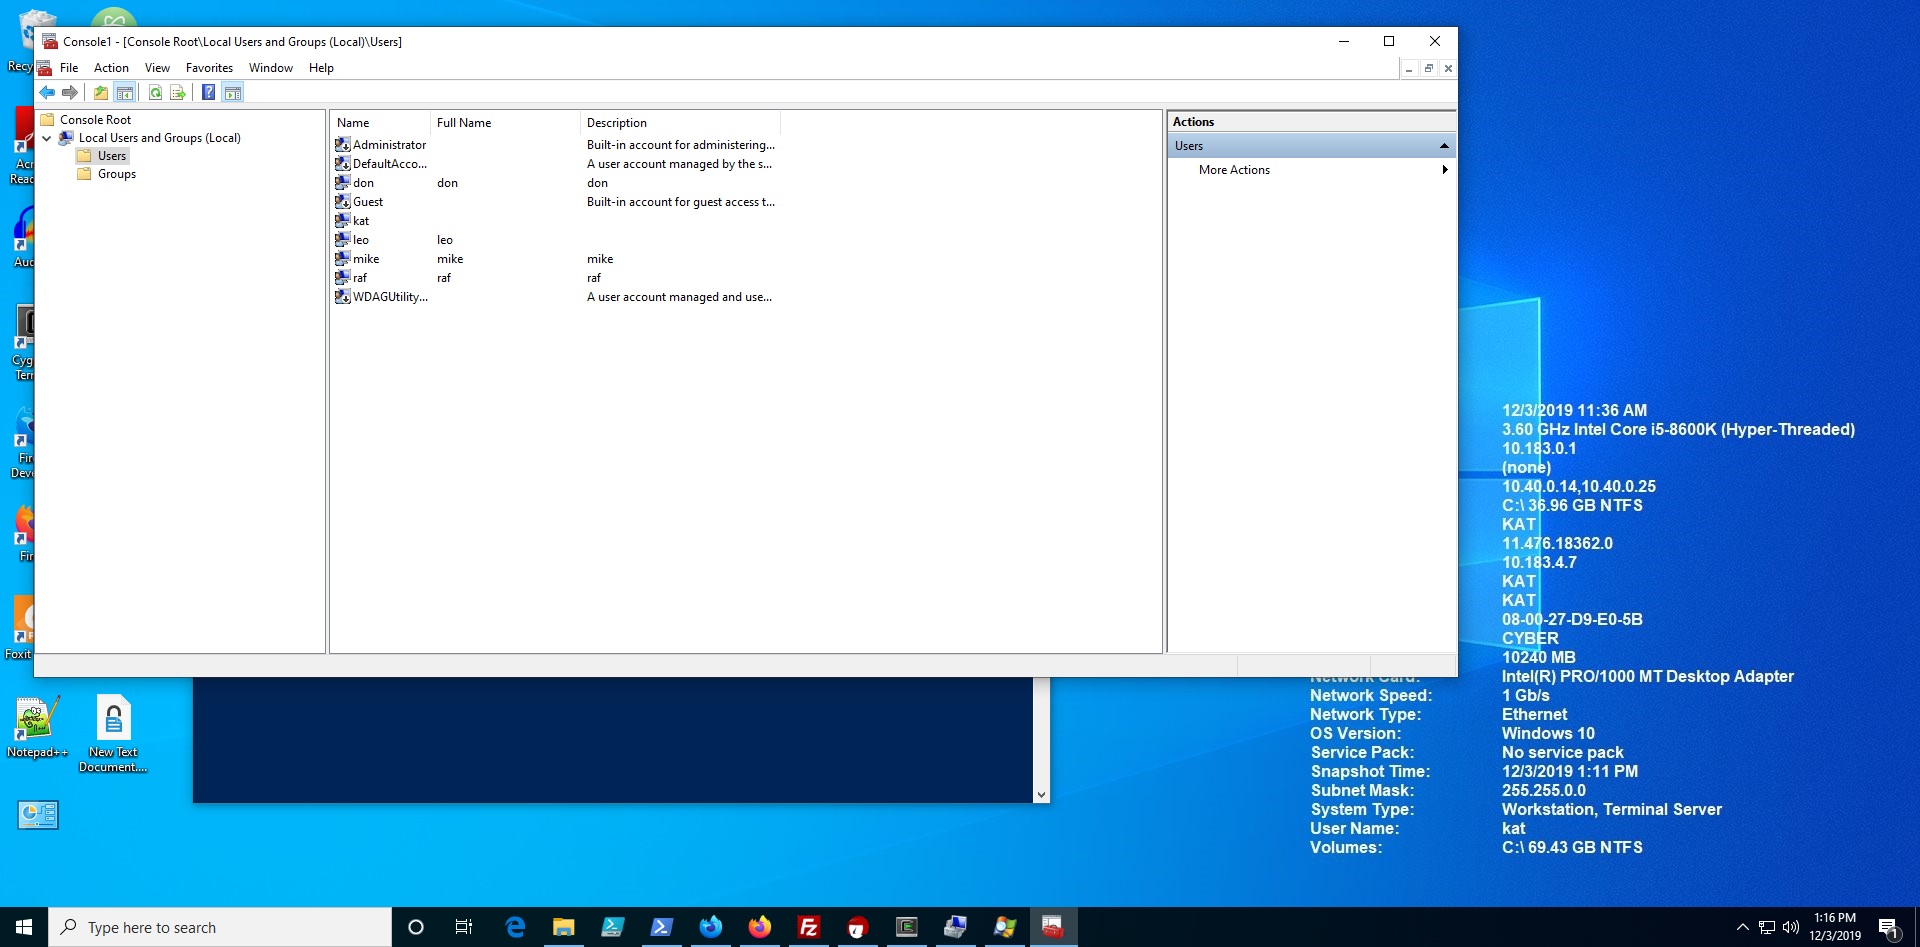 Recy
Console1 - [Console Root\Local Users and Groups (Local)\Users]
File Action View Favorites Window Help
Console Root
Local Users and Groups (Local)
Users
Groups
Name Full Name Description
Administrator Built-in account for administering...
DefaultAcco... A user account managed by the s...
don don don
Guest Built-in account for guest access t...
kat
leo leo
mike mike mike
raf raf raf
WDAGUtility... A user account managed and use...
Actions
Users
More Actions
Acr
Read
Aud
Cyg
Ter
Fir
Deve
Fir
Foxit
Notepad++
New Text
Document....
12/3/2019 11:36 AM
3.60 GHz Intel Core i5-8600K (Hyper-Threaded)
10.183.0.1
(none)
10.40.0.14,10.40.0.25
C:\ 36.96 GB NTFS
KAT
11.476.18362.0
10.183.4.7
KAT
KAT
08-00-27-D9-E0-5B
CYBER
10240 MB
Network Card: Intel(R) PRO/1000 MT Desktop Adapter
Network Speed: 1 Gb/s
Network Type: Ethernet
OS Version: Windows 10
Service Pack: No service pack
Snapshot Time: 12/3/2019 1:11 PM
Subnet Mask: 255.255.0.0
System Type: Workstation, Terminal Server
User Name: kat
Volumes: C:\ 69.43 GB NTFS
Type here to search
1:16 PM
12/3/2019
1